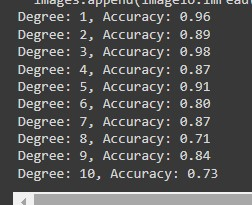 images.append(imageio.imread
Degree: 1, Accuracy: 0.96
Degree: 2, Accuracy: 0.89
Degree: 3, Accuracy: 0.98
Degree: 4, Accuracy: 0.87
Degree: 5, Accuracy: 0.91
Degree: 6, Accuracy: 0.80
Degree: 7, Accuracy: 0.87
Degree: 8, Accuracy: 0.71
Degree: 9, Accuracy: 0.84
Degree: 10, Accuracy: 0.73